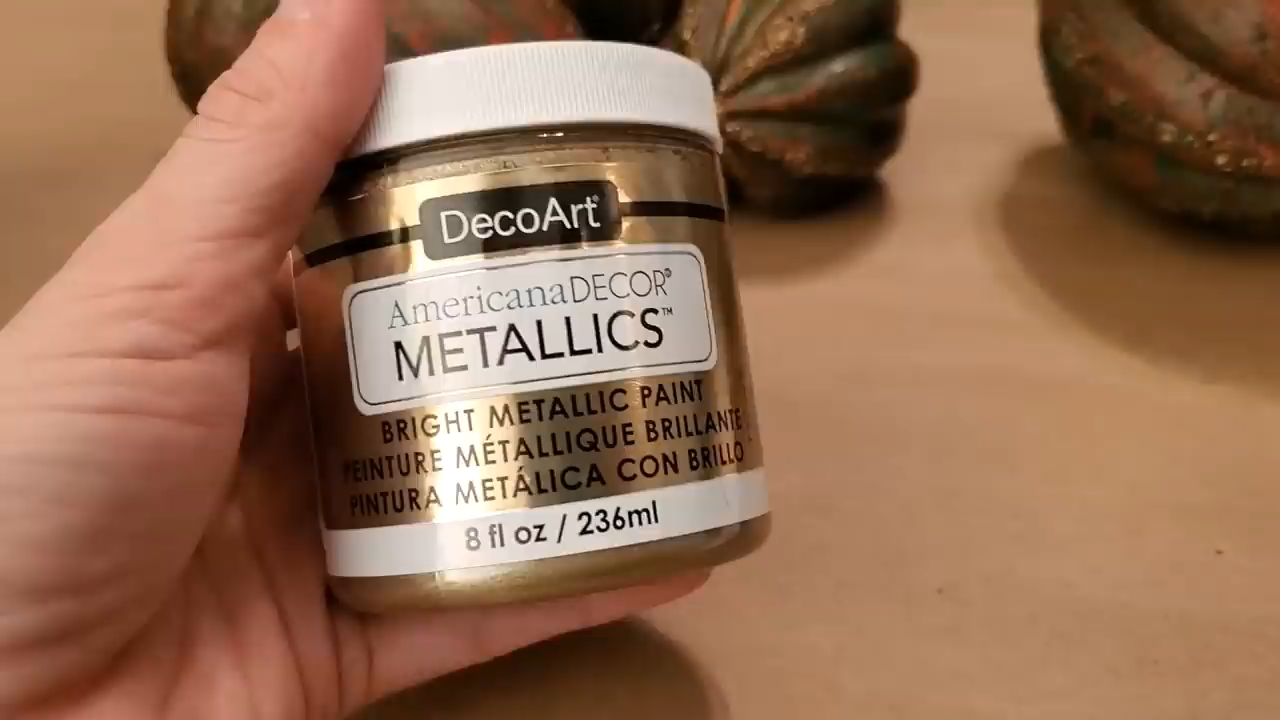 DecoArt®
AmericanaDECOR®
METALLICS™
BRIGHT METALLIC PAINT
PEINTURE MÉTALLIQUE BRILLANTE
PINTURA METÁLICA CON BRILLO
8 fl oz / 236ml